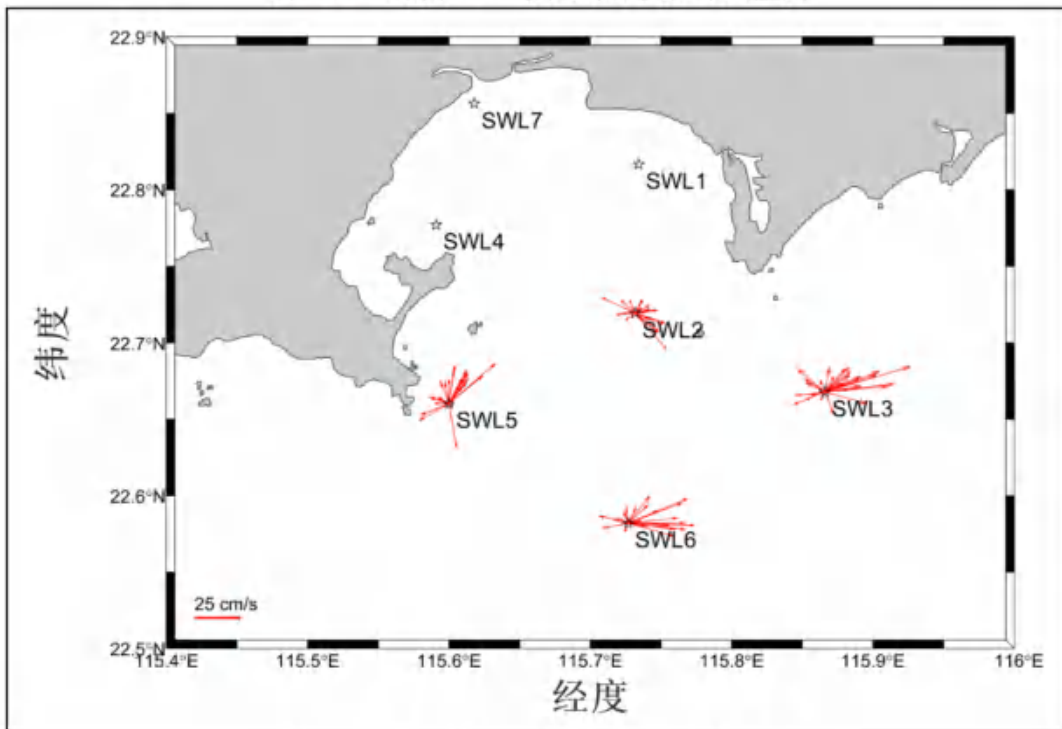 22.9°N
SWL7
SWL1
22.8°N
SWL4
SWL2
22.7°N
SWL3
SWL5
22.6°N
SWL6
25 cm/s
22.5°N
115.4°E
115.5°E
115.6°E
115.7°E
115.8°E
115.9°E
116°E
纬度
经度